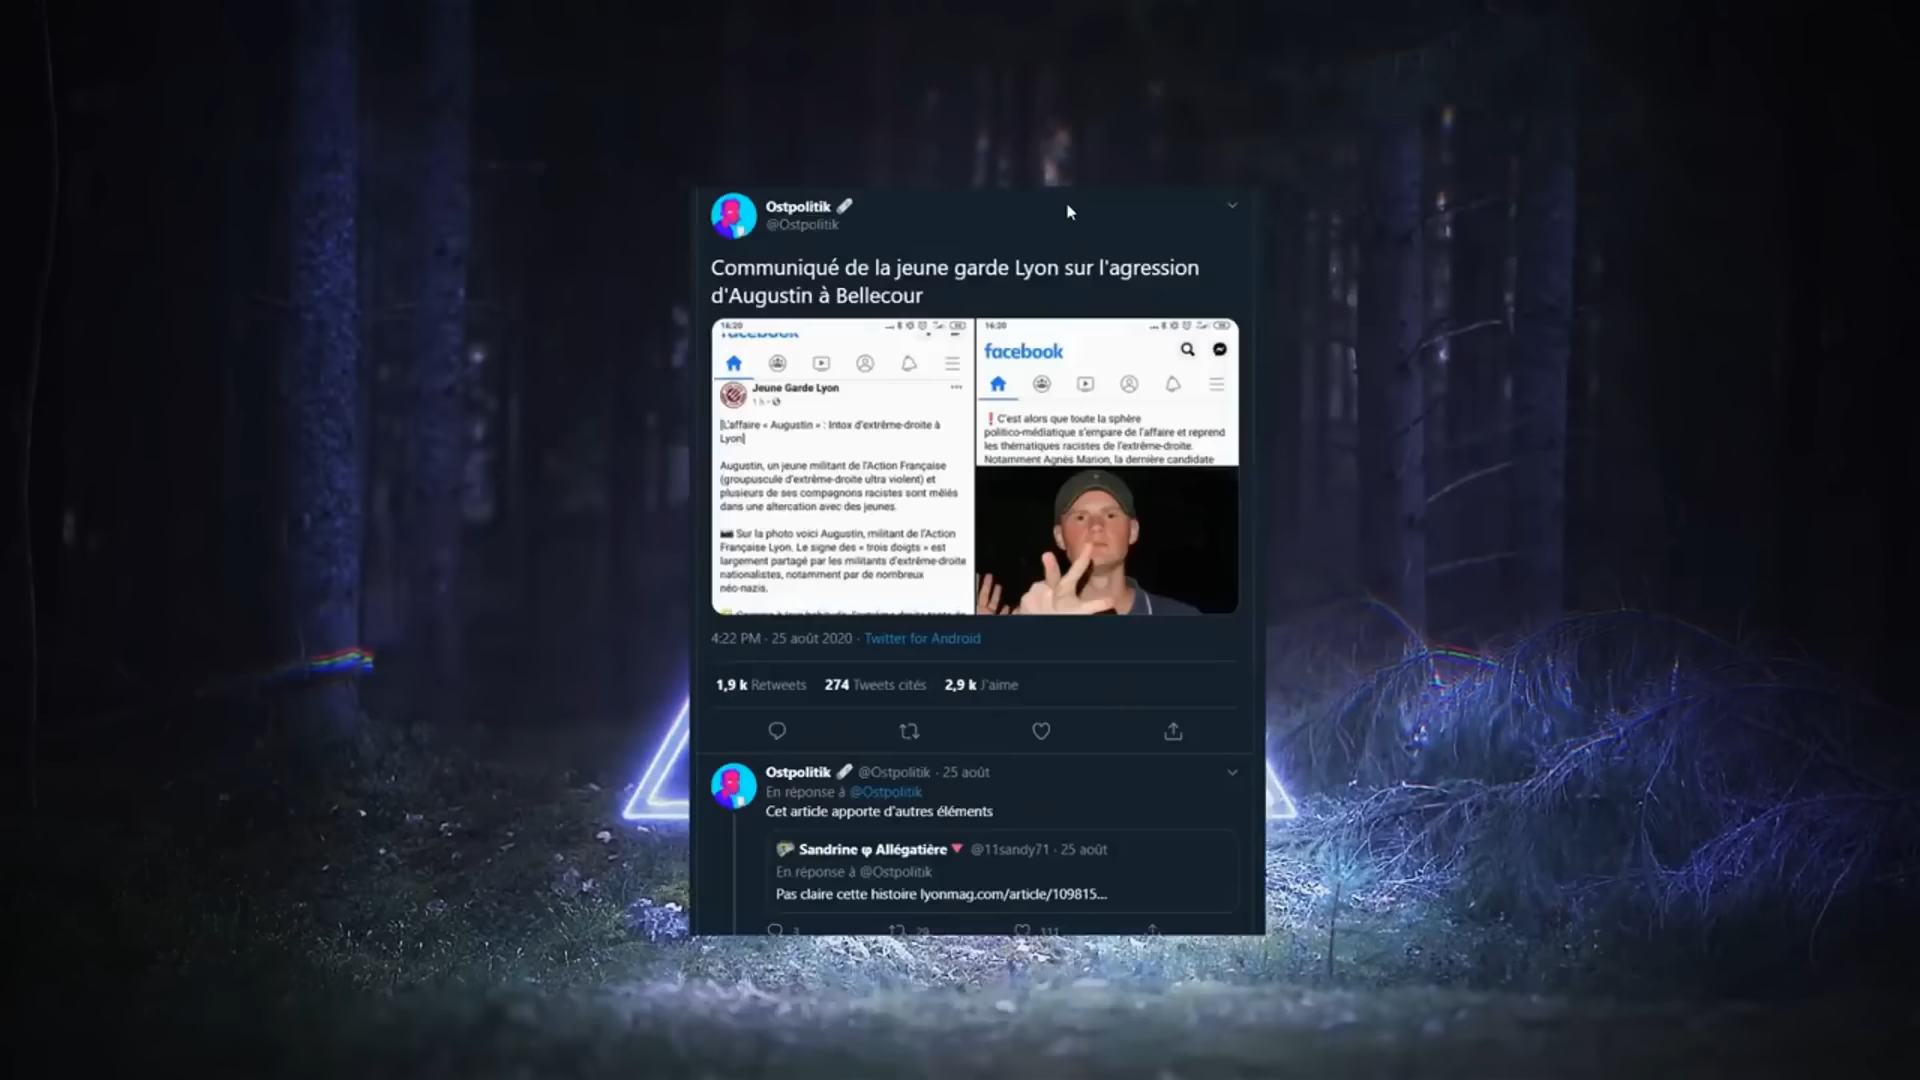 Ostpolitik
@Ostpolitik
Communiqué de la jeune garde Lyon sur l'agression
d'Augustin à Bellecour
16:20
facebook
Jeune Garde Lyon
1 h
[L'affaire « Augustin » : Intox d'extrême-droite à
Lyon]
Augustin, un jeune militant de l'Action Française
(groupuscule d'extrême-droite ultra violent) et
plusieurs de ses compagnons racistes sont mêlés
dans une altercation avec des jeunes.
Sur la photo voici Augustin, militant de l'Action
Française Lyon. Le signe des « trois doigts » est
largement partagé par les militants d'extrême-droite
nationalistes, notamment par de nombreux
néo-nazis.
16:20
facebook
❗C'est alors que toute la sphère
politico-médiatique s'empare de l'affaire et reprend
les thématiques racistes de l'extrême-droite.
Notamment Agnès Marion, la dernière candidate
4:22 PM · 25 août 2020 · Twitter for Android
1,9 k Retweets 274 Tweets cités 2,9 k J'aime
Ostpolitik @Ostpolitik · 25 août
En réponse à @Ostpolitik
Cet article apporte d'autres éléments
Sandrine φ Allégatière🔻 @11sandy71 · 25 août
En réponse à @Ostpolitik
Pas claire cette histoire lyonmag.com/article/109815...